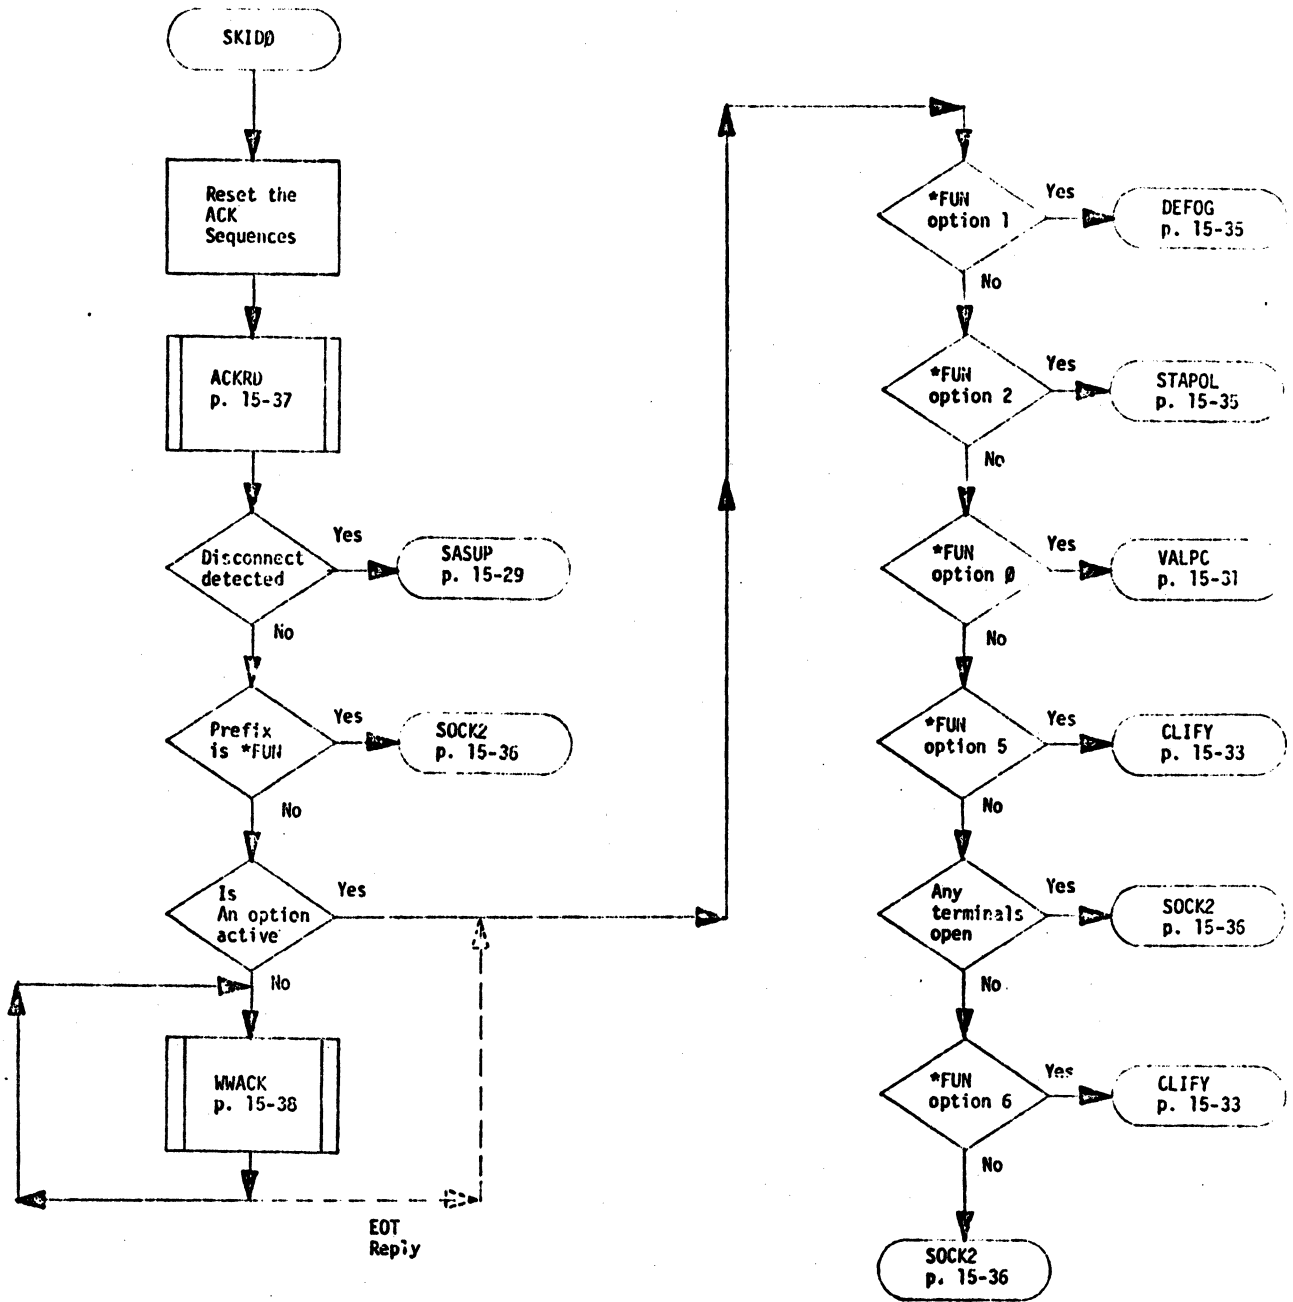 SKIDØ
Reset the
ACK
Sequences
ACKRD
p. 15-37
Disconnect
detected
Yes
SASUP
p. 15-29
No
Prefix
is *FUN
Yes
SOCK2
p. 15-36
No
Is
An option
active
Yes
No
WWACK
p. 15-38
EOT
Reply
*FUN
option 1
Yes
DEFOG
p. 15-35
No
*FUN
option 2
Yes
STAPOL
p. 15-35
No
*FUN
option Ø
Yes
VALPC
p. 15-31
No
*FUN
option 5
Yes
CLIFY
p. 15-33
No
Any
terminals
open
Yes
SOCK2
p. 15-36
No
*FUN
option 6
Yes
CLIFY
p. 15-33
No
SOCK2
p. 15-36